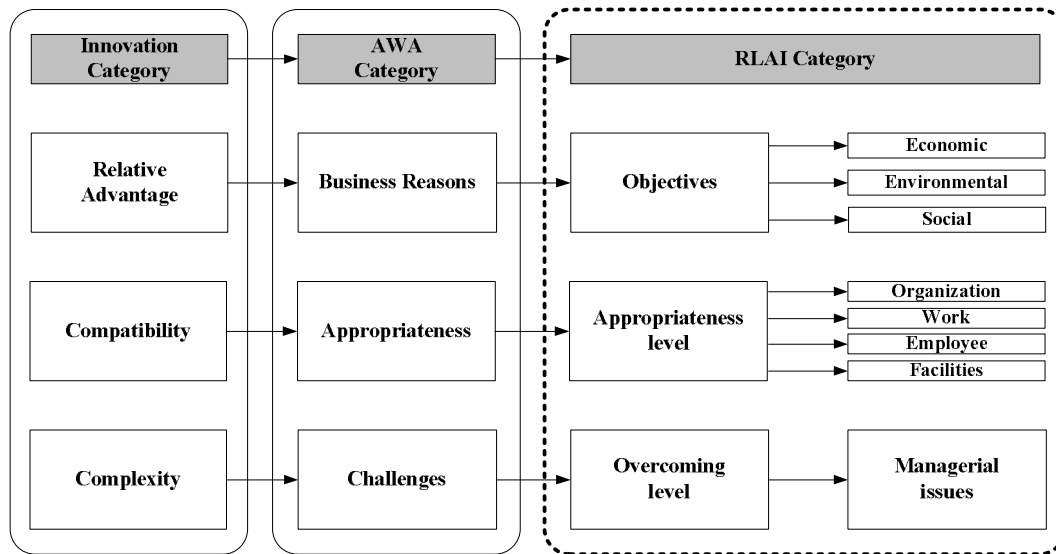 Innovation
Category
AWA
Category
RLAI Category
Relative
Advantage
Business Reasons
Objectives
Economic
Environmental
Social
Compatibility
Appropriateness
Appropriateness
level
Organization
Work
Employee
Facilities
Complexity
Challenges
Overcoming
level
Managerial
issues